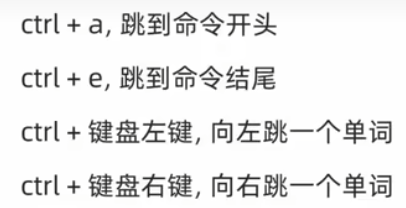 ctrl + a, 跳到命令开头
ctrl + e, 跳到命令结尾
ctrl + 键盘左键, 向左跳一个单词
ctrl + 键盘右键, 向右跳一个单词